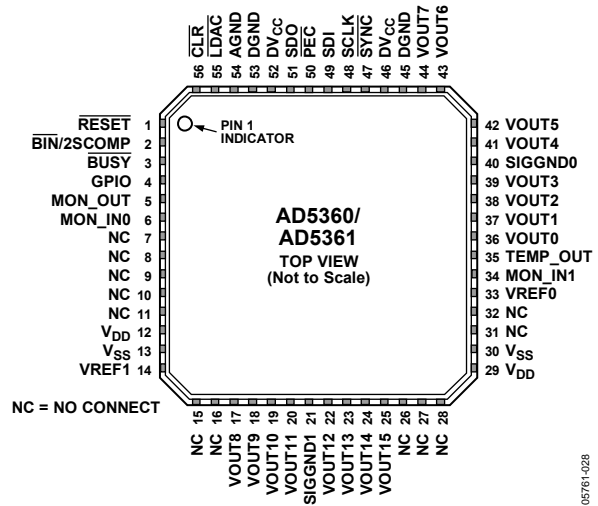 CLR
LDAC
AGND
DGND
DVCC
SDO
PEC
SDI
SCLK
SYNC
DVCC
DGND
VOUT7
VOUT6
56
55
54
53
52
51
50
49
48
47
46
45
44
43
RESET 1
BIN/2SCOMP 2
BUSY 3
GPIO 4
MON_OUT 5
MON_IN0 6
NC 7
NC 8
NC 9
NC 10
NC 11
VDD 12
VSS 13
VREF1 14
PIN 1
INDICATOR
AD5360/
AD5361
TOP VIEW
(Not to Scale)
42 VOUT5
41 VOUT4
40 SIGGND0
39 VOUT3
38 VOUT2
37 VOUT1
36 VOUT0
35 TEMP_OUT
34 MON_IN1
33 VREF0
32 NC
31 NC
30 VSS
29 VDD
NC = NO CONNECT
NC 15
NC 16
VOUT8 17
VOUT9 18
VOUT10 19
VOUT11 20
SIGGND1 21
VOUT12 22
VOUT13 23
VOUT14 24
VOUT15 25
NC 26
NC 27
NC 28
05761-028